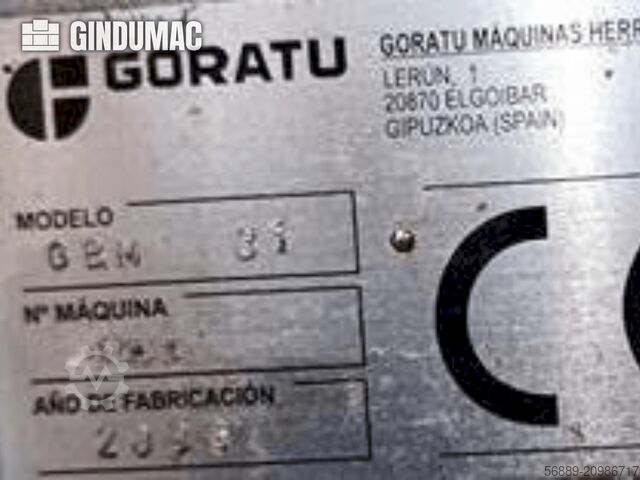 GINDUMAC
GORATU
GORATU MÁQUINAS HERR
LERUN, 1
20870 ELGOIBAR
GIPUZKOA (SPAIN)
MODELO
Nº MÁQUINA
AÑO DE FABRICACIÓN
CE
56889-20986717